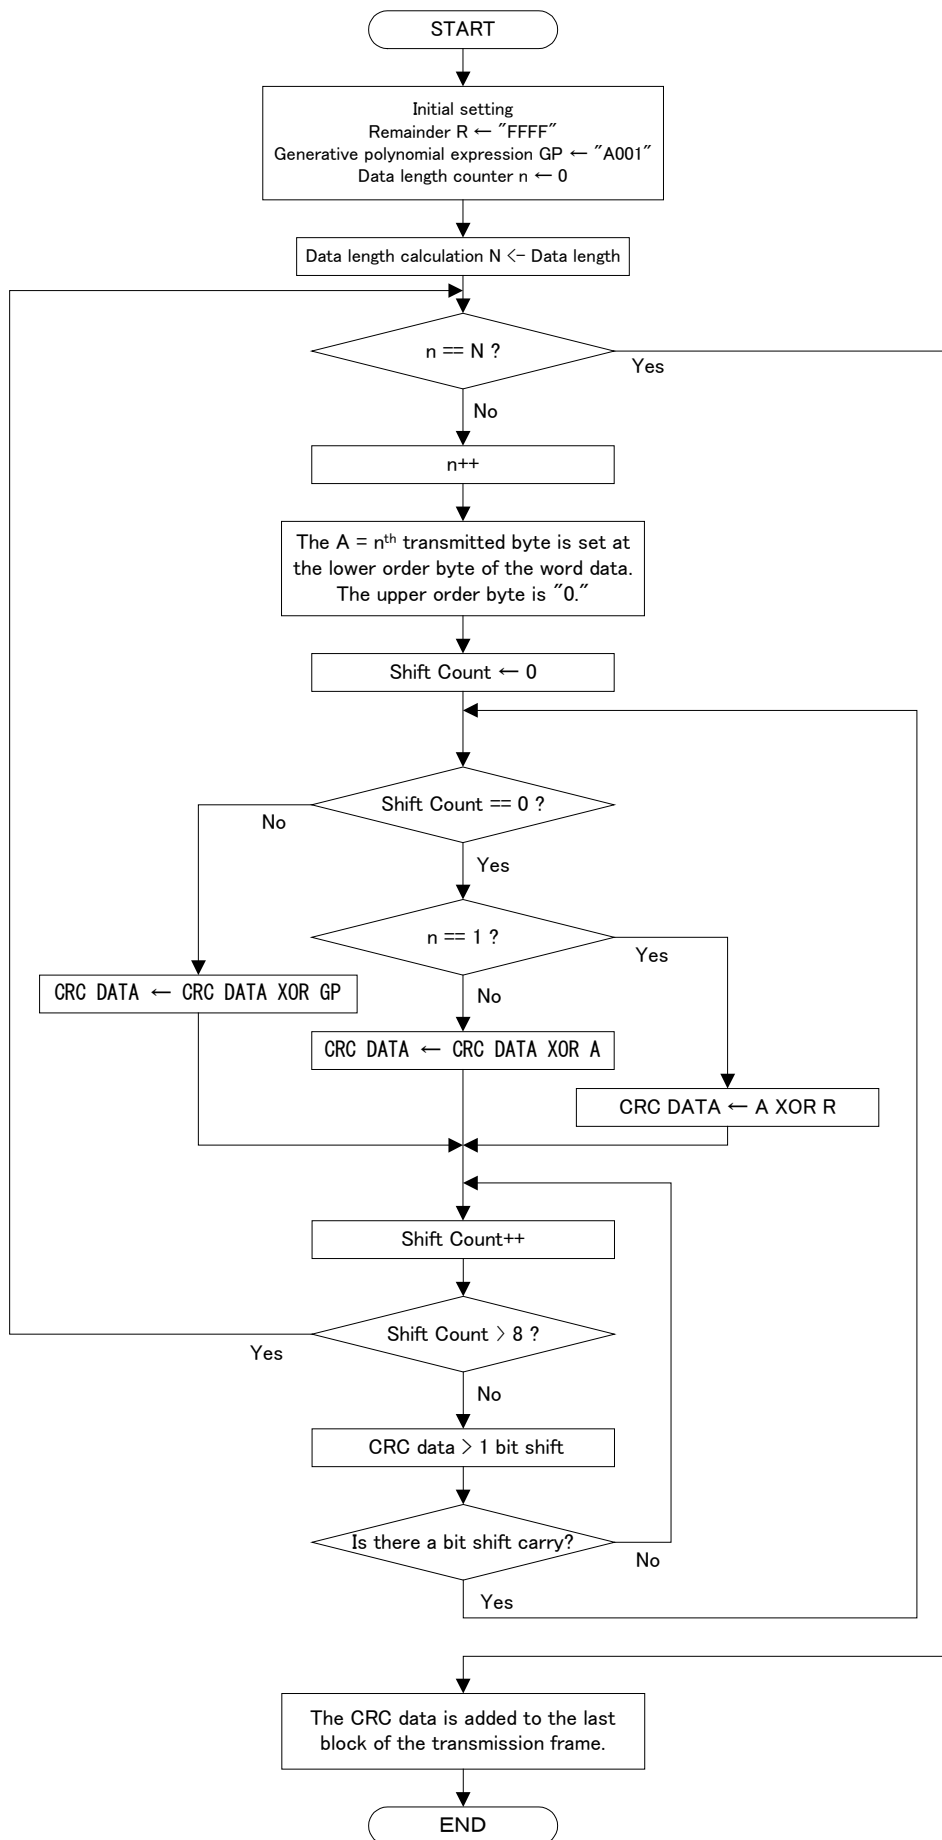 START
Initial setting
Remainder R ← "FFFF"
Generative polynomial expression GP ← "A001"
Data length counter n ← 0
Data length calculation N <- Data length
n == N ?
Yes
No
n++
The A = nth transmitted byte is set at
the lower order byte of the word data.
The upper order byte is "0."
Shift Count ← 0
Shift Count == 0 ?
No
Yes
n == 1 ?
Yes
No
CRC DATA ← CRC DATA XOR GP
CRC DATA ← CRC DATA XOR A
CRC DATA ← A XOR R
Shift Count++
Shift Count > 8 ?
Yes
No
CRC data > 1 bit shift
Is there a bit shift carry?
No
Yes
The CRC data is added to the last
block of the transmission frame.
END